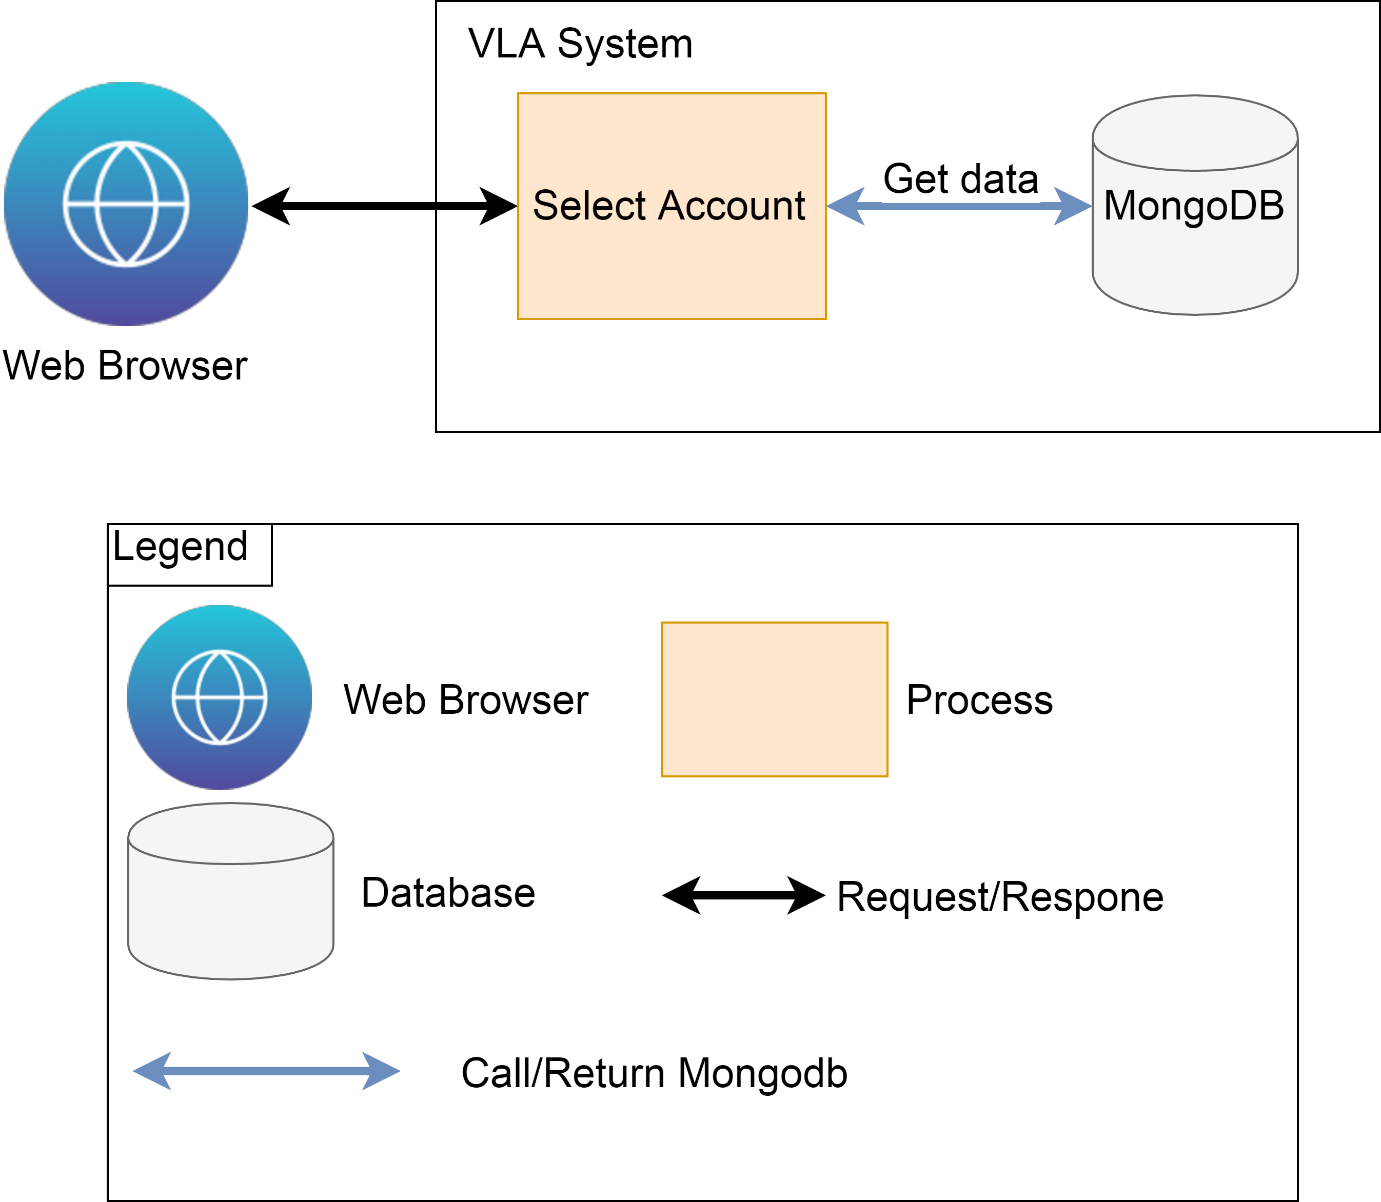 VLA System
Select Account
Get data
MongoDB
Web Browser
Legend
Web Browser
Process
Database
Request/Respone
Call/Return Mongodb